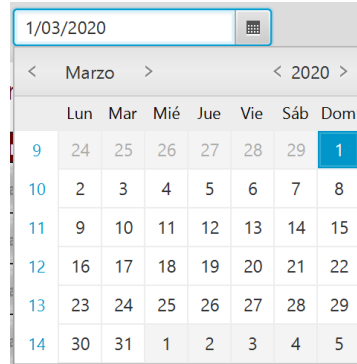 1/03/2020
< Marzo > < 2020 >
Lun Mar Mié Jue Vie Sáb Dom
9 24 25 26 27 28 29 1
10 2 3 4 5 6 7 8
11 9 10 11 12 13 14 15
12 16 17 18 19 20 21 22
13 23 24 25 26 27 28 29
14 30 31 1 2 3 4 5